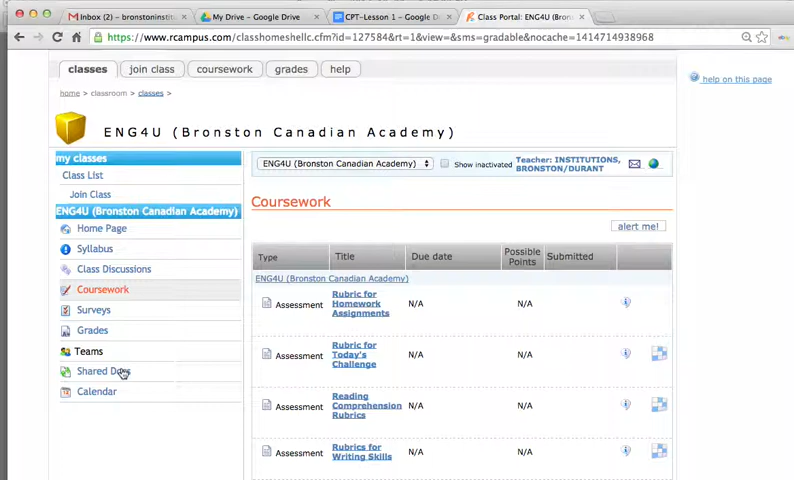 Inbox (2) – bronstoninstit
My Drive – Google Drive
CPT–Lesson 1 – Google D
Class Portal: ENG4U (Bron
https://www.rcampus.com/classhomeshellc.cfm?id=127584&rt=1&view=&sms=gradable&nocache=1414714938968
classes join class coursework grades help
help on this page
home > classroom > classes >
ENG4U (Bronston Canadian Academy)
my classes
Class List
Join Class
ENG4U (Bronston Canadian Academy)
Home Page
Syllabus
Class Discussions
Coursework
Surveys
Grades
Teams
Shared Docs
Calendar
ENG4U (Bronston Canadian Academy)
Show inactivated
Teacher: INSTITUTIONS,
BRONSTON/DURANT
Coursework
alert me!
Type Title Due date Possible Points Submitted
ENG4U (Bronston Canadian Academy)
Assessment
Rubric for
Homework
Assignments
N/A
Assessment
Rubric for
Today's
Challenge
N/A
Assessment
Reading
Comprehension
Rubrics
N/A
Assessment
Rubrics for
Writing Skills
N/A